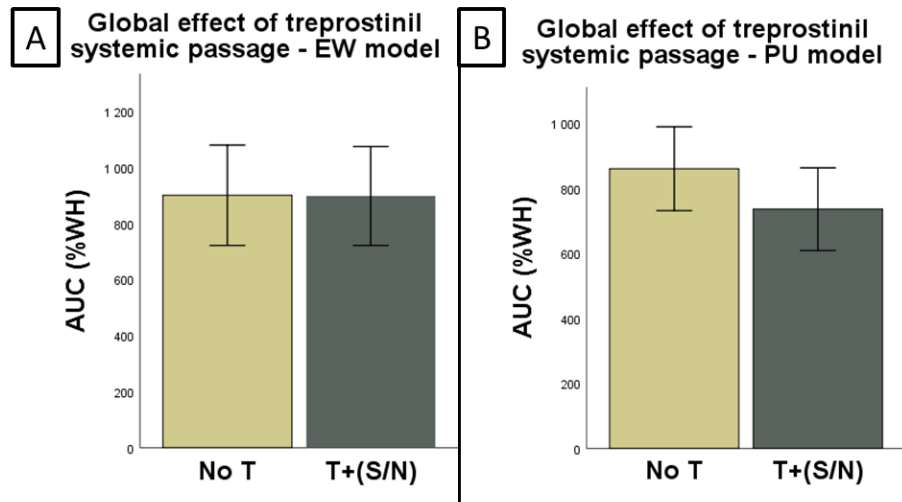 A
Global effect of treprostinil
systemic passage - EW model
AUC (%WH)
1 200
1 000
800
600
400
200
0
No T
T+(S/N)
B
Global effect of treprostinil
systemic passage - PU model
AUC (%WH)
1 000
800
600
400
200
0
No T
T+(S/N)